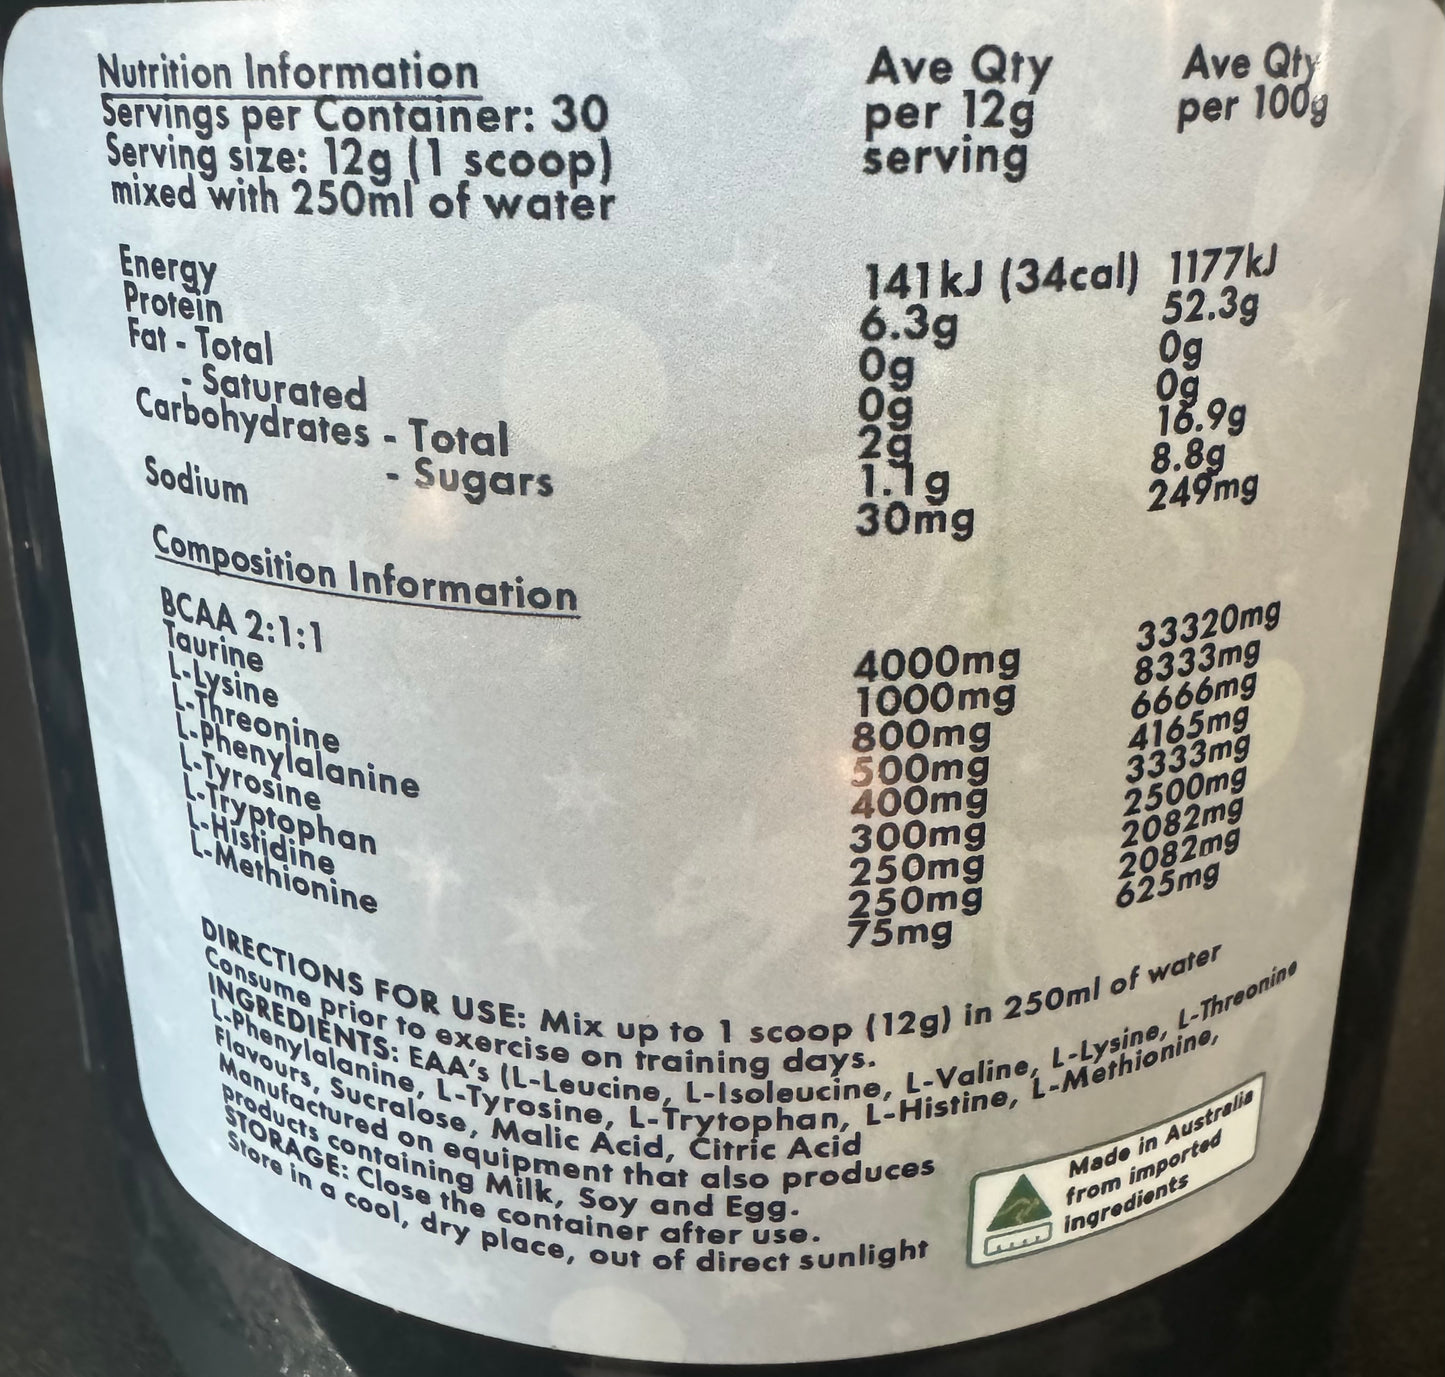 Nutrition Information
Servings per Container: 30
Serving size: 12g (1 scoop)
mixed with 250ml of water
Ave Qty
per 12g
serving
Ave Qty
per 100g
Energy 141kJ (34cal) 1177kJ
Protein 6.3g 52.3g
Fat - Total 0g 0g
- Saturated 0g 0g
Carbohydrates - Total 2g 16.9g
- Sugars 1.1g 8.8g
Sodium 30mg 249mg
Composition Information
BCAA 2:1:1 4000mg 33320mg
Taurine 1000mg 8333mg
L-Lysine 800mg 6666mg
L-Threonine 500mg 4165mg
L-Phenylalanine 400mg 3333mg
L-Tyrosine 300mg 2500mg
L-Tryptophan 250mg 2082mg
L-Histidine 250mg 2082mg
L-Methionine 75mg 625mg
DIRECTIONS FOR USE: Mix up to 1 scoop (12g) in 250ml of water
Consume prior to exercise on training days.
INGREDIENTS: EAA's (L-Leucine, L-Isoleucine, L-Valine, L-Lysine, L-Threonine
L-Phenylalanine, L-Tyrosine, L-Trytophan, L-Histine, L-Methionine,
Flavours, Sucralose, Malic Acid, Citric Acid
Manufactured on equipment that also produces
products containing Milk, Soy and Egg.
STORAGE: Close the container after use.
Store in a cool, dry place, out of direct sunlight
Made in Australia
from imported
ingredients